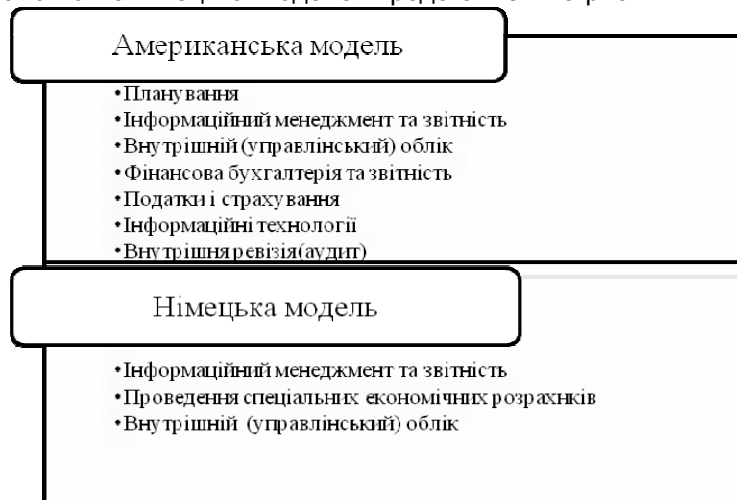 Американська модель
•Планування
•Інформаційний менеджмент та звітність
•Внутрішній (управлінський) облік
•Фінансова бухгалтерія та звітність
•Податки і страхування
•Інформаційні технології
•Внутрішня ревізія(аудит)
Німецька модель
•Інформаційний менеджмент та звітність
•Проведення спеціальних економічних розрахнків
•Внутрішній (управлінський) облік